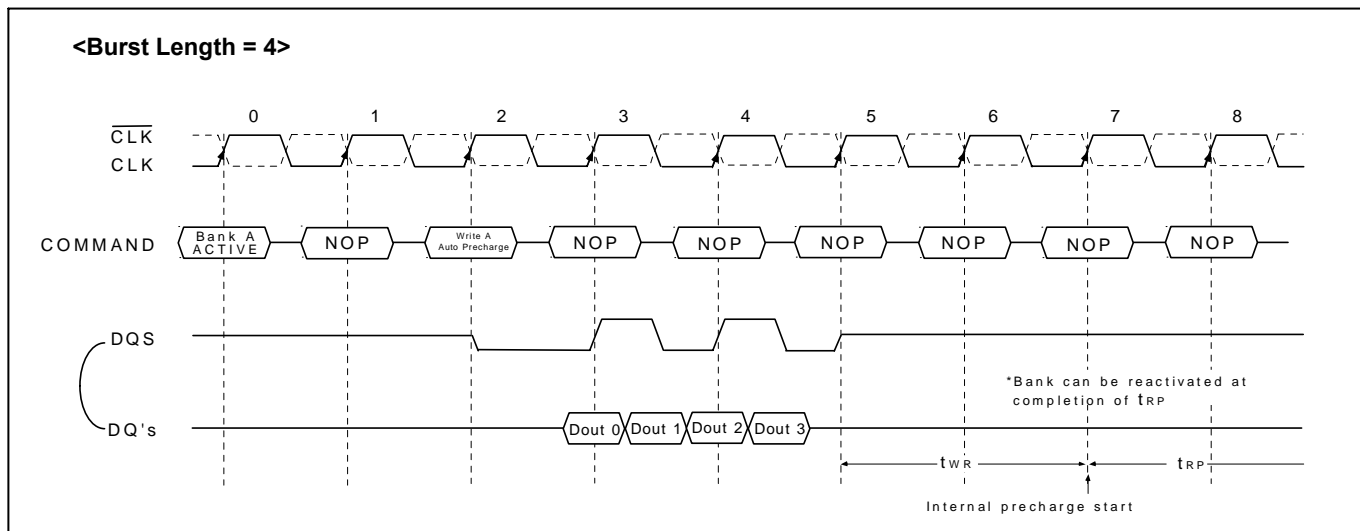 <Burst Length = 4>
0 1 2 3 4 5 6 7 8
CLK
CLK
COMMAND
Bank A
ACTIVE
NOP
Write A
Auto Precharge
NOP
NOP
NOP
NOP
NOP
NOP
DQS
*Bank can be reactivated at
completion of tRP
DQ's
Dout 0 Dout 1 Dout 2 Dout 3
tWR
tRP
Internal precharge start